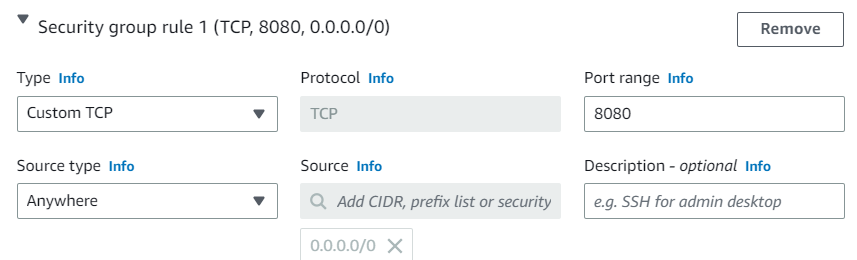 Security group rule 1 (TCP, 8080, 0.0.0.0/0)
Remove
Type Info
Protocol Info
Port range Info
Custom TCP
TCP
8080
Source type Info
Source Info
Description - optional Info
Anywhere
Add CIDR, prefix list or security
e.g. SSH for admin desktop
0.0.0.0/0